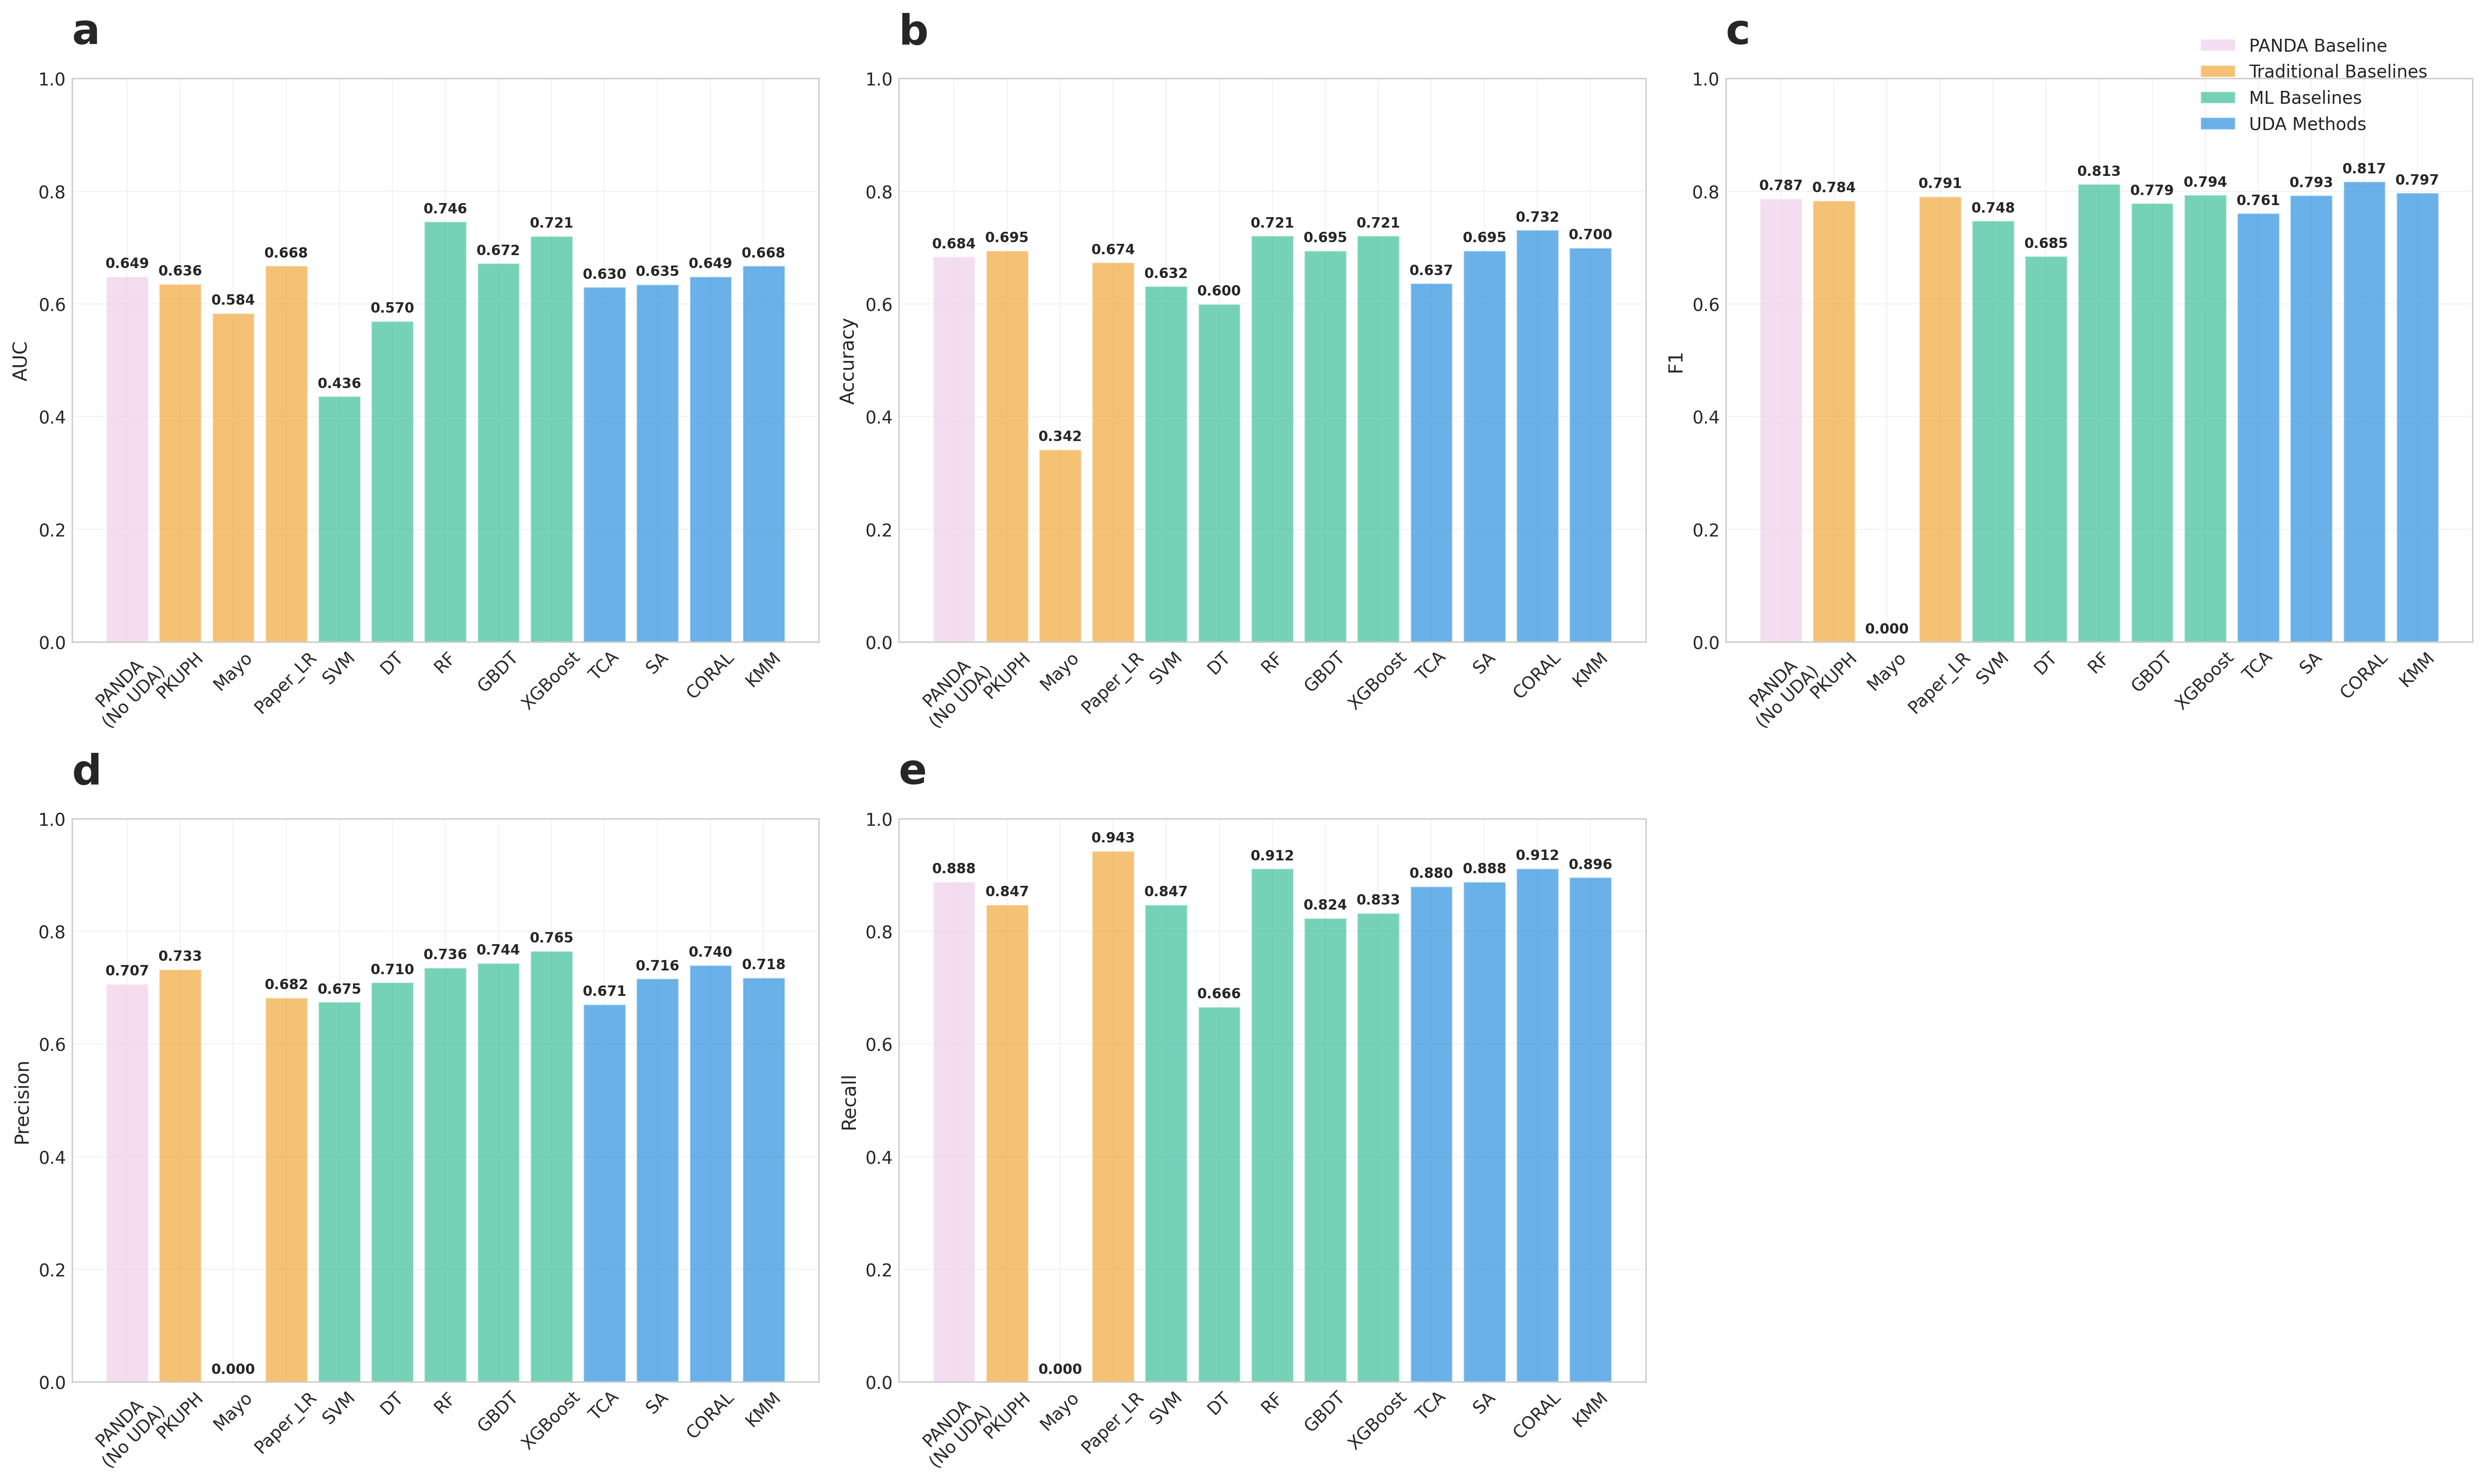 a
1.0
0.8
0.6
0.4
0.2
0.0
AUC
0.649
0.636
0.584
0.668
0.436
0.570
0.746
0.672
0.721
0.630
0.635
0.649
0.668
PANDA
(No UDA)
PKUPH
Mayo
Paper_LR
SVM
DT
RF
GBDT
XGBoost
TCA
SA
CORAL
KMM
b
1.0
0.8
0.6
0.4
0.2
0.0
Accuracy
0.684
0.695
0.342
0.674
0.632
0.600
0.721
0.695
0.721
0.637
0.695
0.732
0.700
PANDA
(No UDA)
PKUPH
Mayo
Paper_LR
SVM
DT
RF
GBDT
XGBoost
TCA
SA
CORAL
KMM
c
PANDA Baseline
Traditional Baselines
ML Baselines
UDA Methods
1.0
0.8
0.6
0.4
0.2
0.0
F1
0.787
0.784
0.000
0.791
0.748
0.685
0.813
0.779
0.794
0.761
0.793
0.817
0.797
PANDA
(No UDA)
PKUPH
Mayo
Paper_LR
SVM
DT
RF
GBDT
XGBoost
TCA
SA
CORAL
KMM
d
1.0
0.8
0.6
0.4
0.2
0.0
Precision
0.707
0.733
0.000
0.682
0.675
0.710
0.736
0.744
0.765
0.671
0.716
0.740
0.718
PANDA
(No UDA)
PKUPH
Mayo
Paper_LR
SVM
DT
RF
GBDT
XGBoost
TCA
SA
CORAL
KMM
e
1.0
0.8
0.6
0.4
0.2
0.0
Recall
0.888
0.847
0.000
0.943
0.847
0.666
0.912
0.824
0.833
0.880
0.888
0.912
0.896
PANDA
(No UDA)
PKUPH
Mayo
Paper_LR
SVM
DT
RF
GBDT
XGBoost
TCA
SA
CORAL
KMM